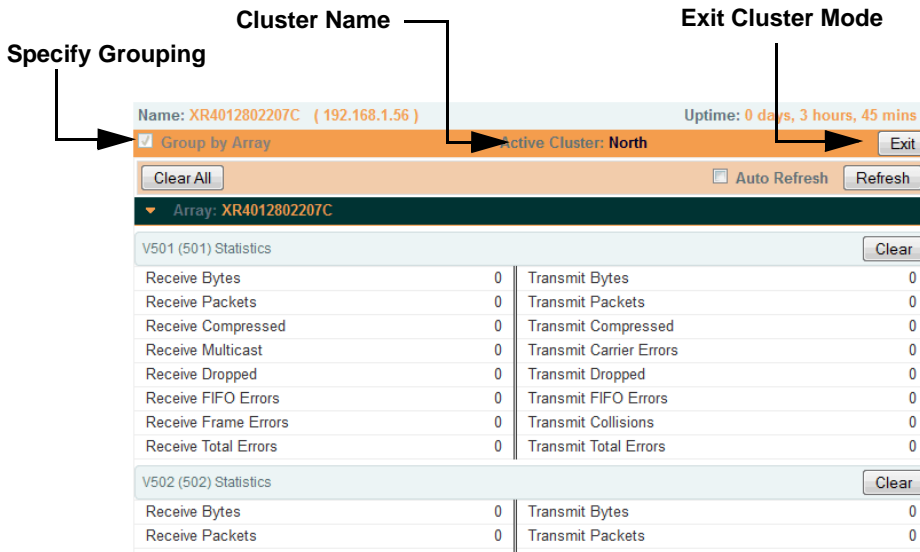 Cluster Name
Exit Cluster Mode
Specify Grouping
Name: XR4012802207C ( 192.168.1.56 ) Uptime: 0 days, 3 hours, 45 mins
Group by Array Active Cluster: North Exit
Clear All Auto Refresh Refresh
Array: XR4012802207C
V501 (501) Statistics Clear
Receive Bytes 0 Transmit Bytes 0
Receive Packets 0 Transmit Packets 0
Receive Compressed 0 Transmit Compressed 0
Receive Multicast 0 Transmit Carrier Errors 0
Receive Dropped 0 Transmit Dropped 0
Receive FIFO Errors 0 Transmit FIFO Errors 0
Receive Frame Errors 0 Transmit Collisions 0
Receive Total Errors 0 Transmit Total Errors 0
V502 (502) Statistics Clear
Receive Bytes 0 Transmit Bytes 0
Receive Packets 0 Transmit Packets 0